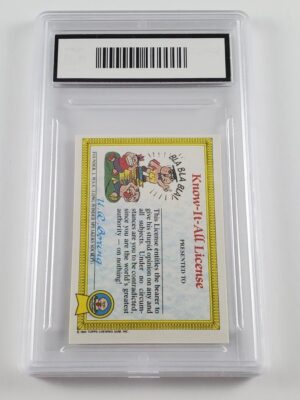 Know-It-All License
PRESENTED TO
BLA BLA BLA!
This License entitles the bearer to
give his stupid opinion on any and
all subjects. Under no circum-
stances are you to be contradicted,
since you are the world's greatest
authority — on nothing!
U. R. Boring